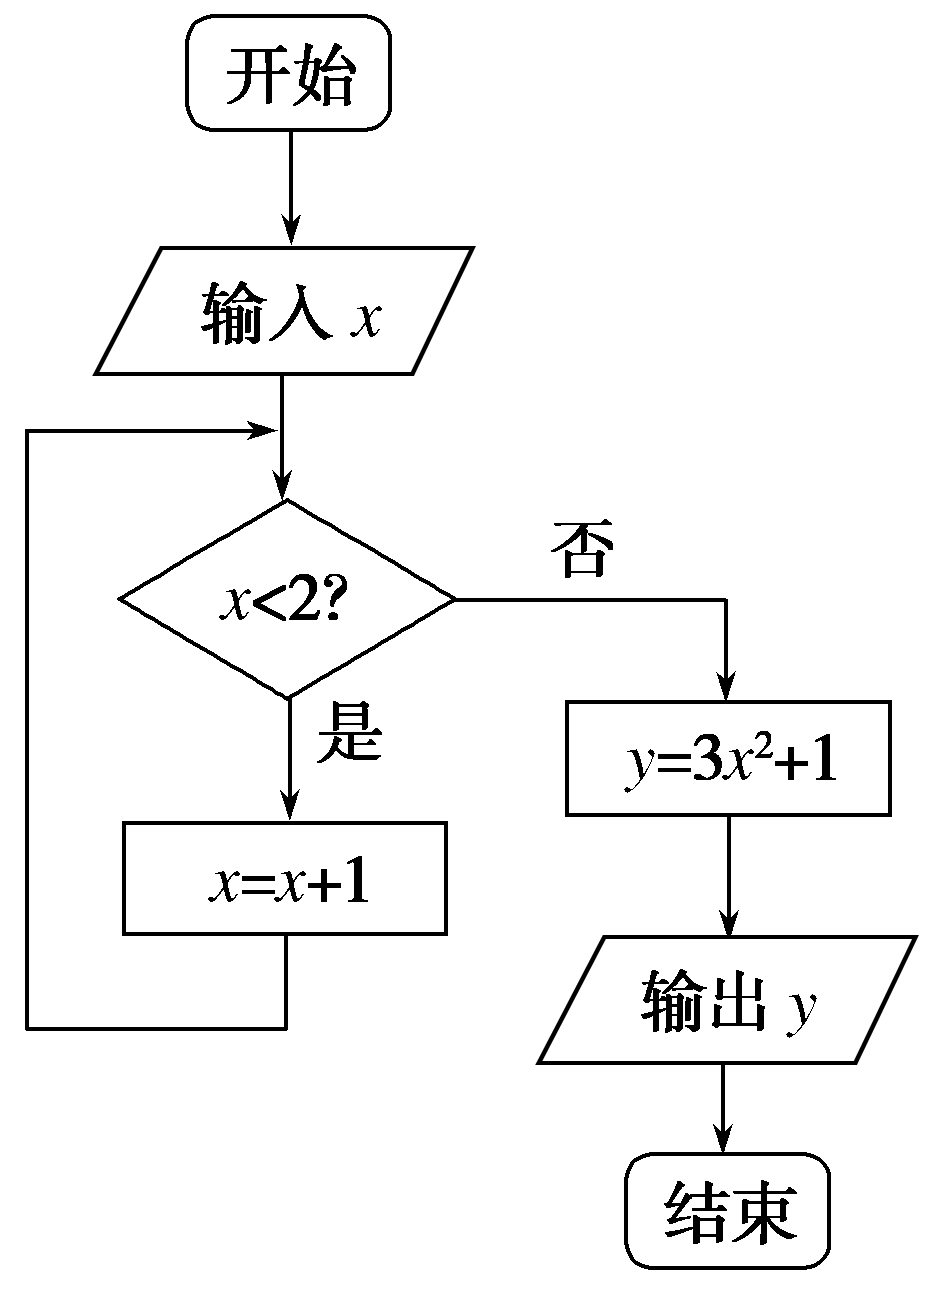 开始
输入 x
x<2?
否
是
y=3x²+1
x=x+1
输出 y
结束